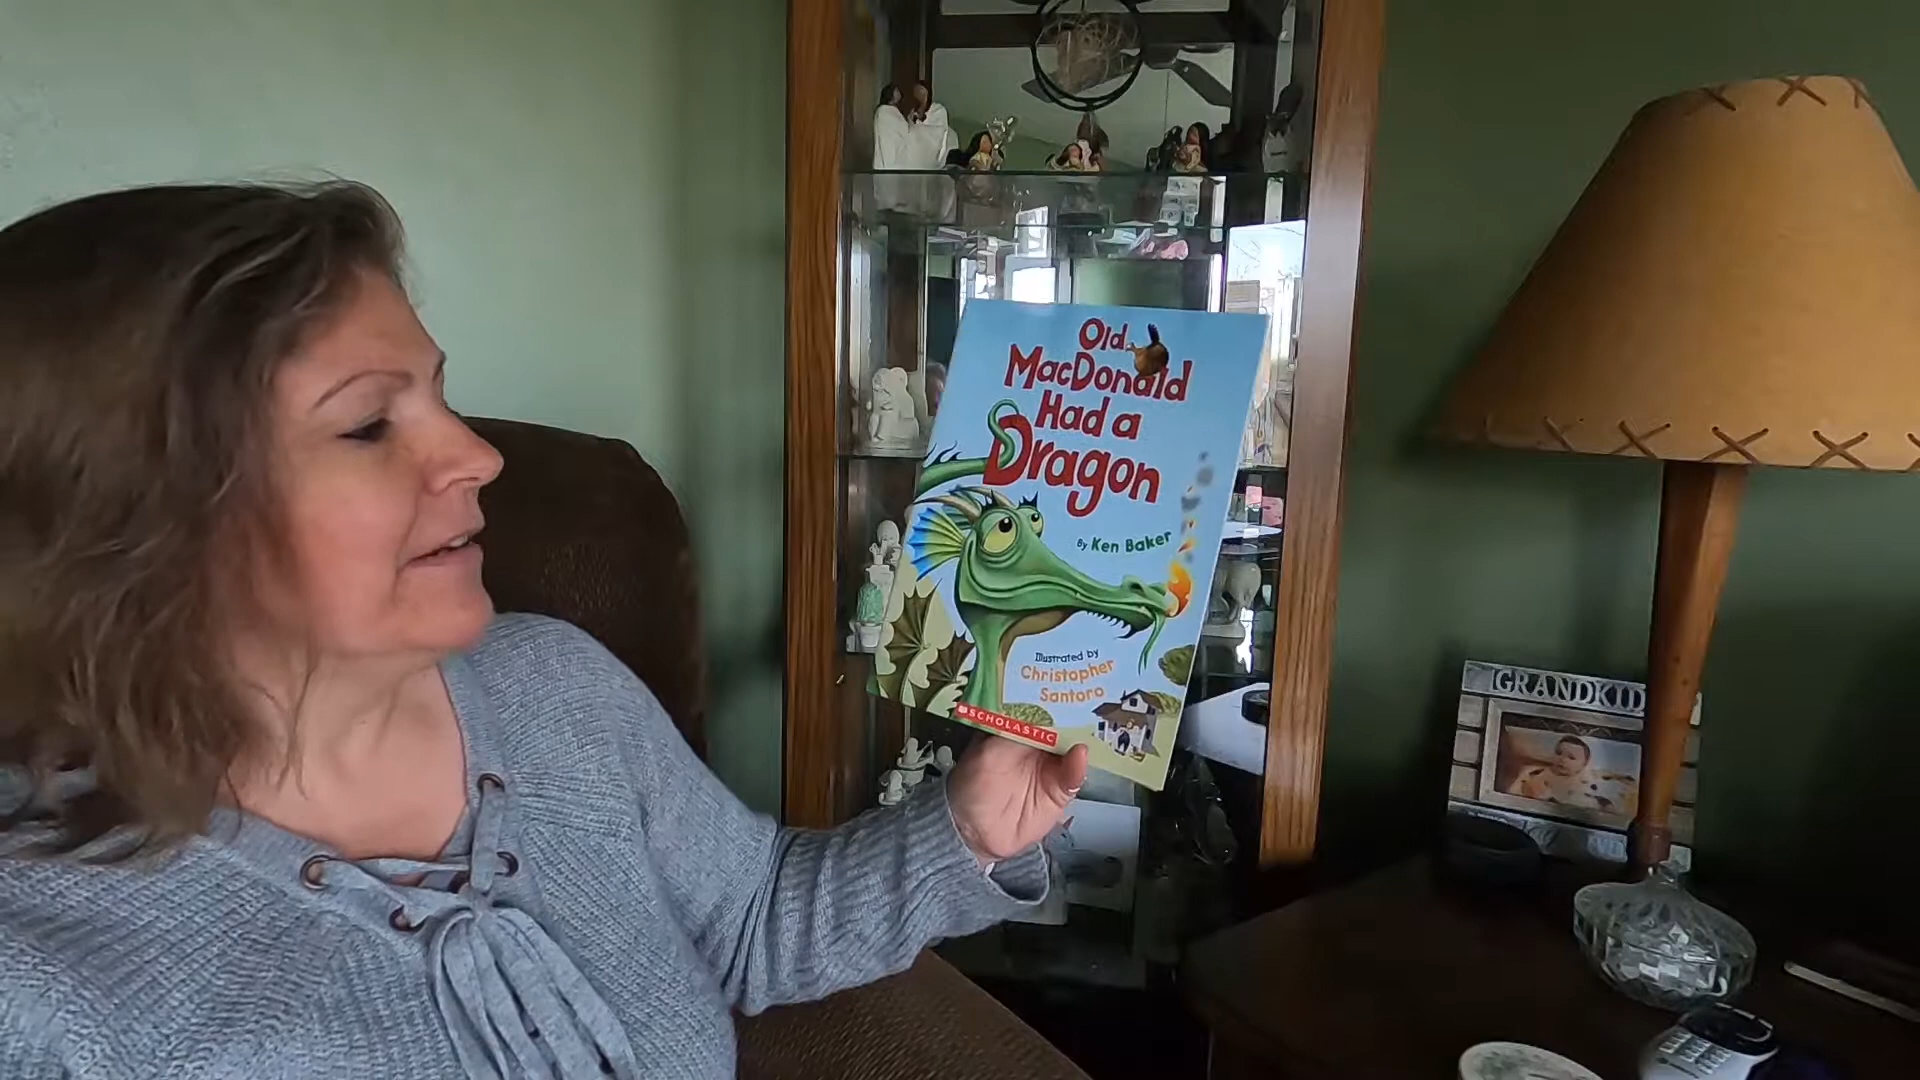 Old
MacDonald
Had a
Dragon
By Ken Baker
Illustrated by
Christopher
Santoro
SCHOLASTIC
GRANDKID